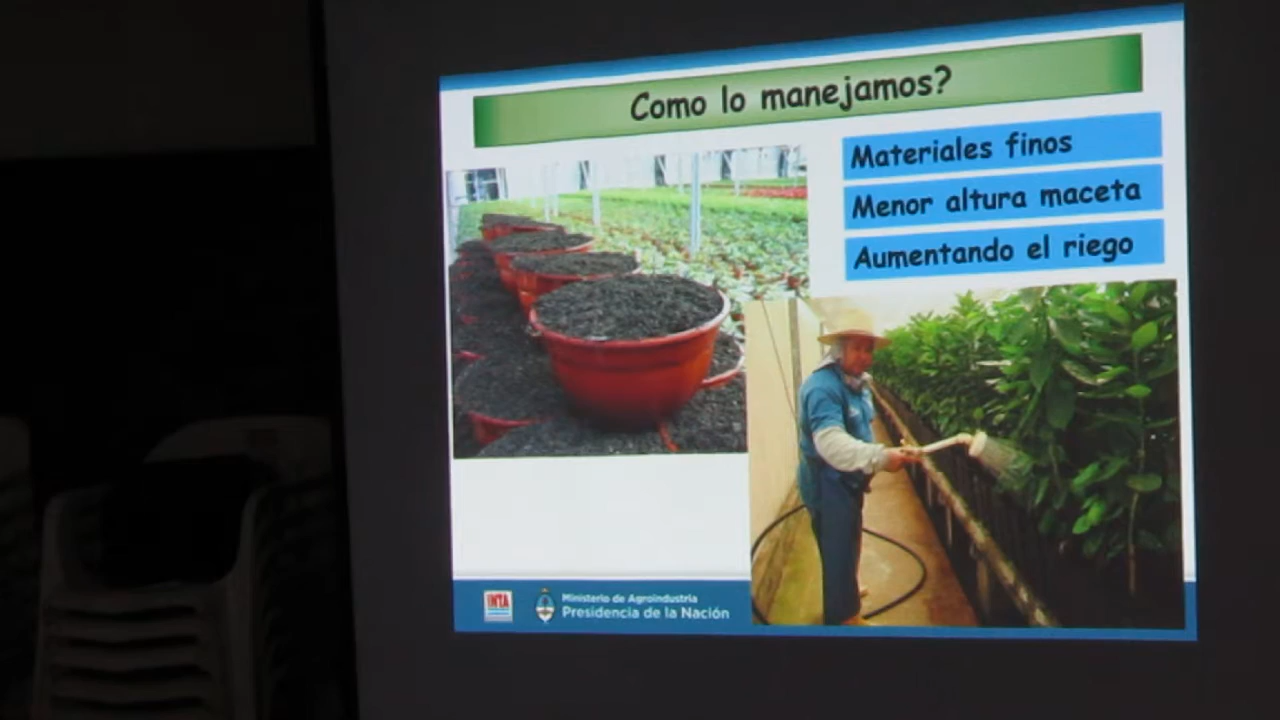 Como lo manejamos?
Materiales finos
Menor altura maceta
Aumentando el riego
INTA
Ministerio de Agroindustria
Presidencia de la Nación